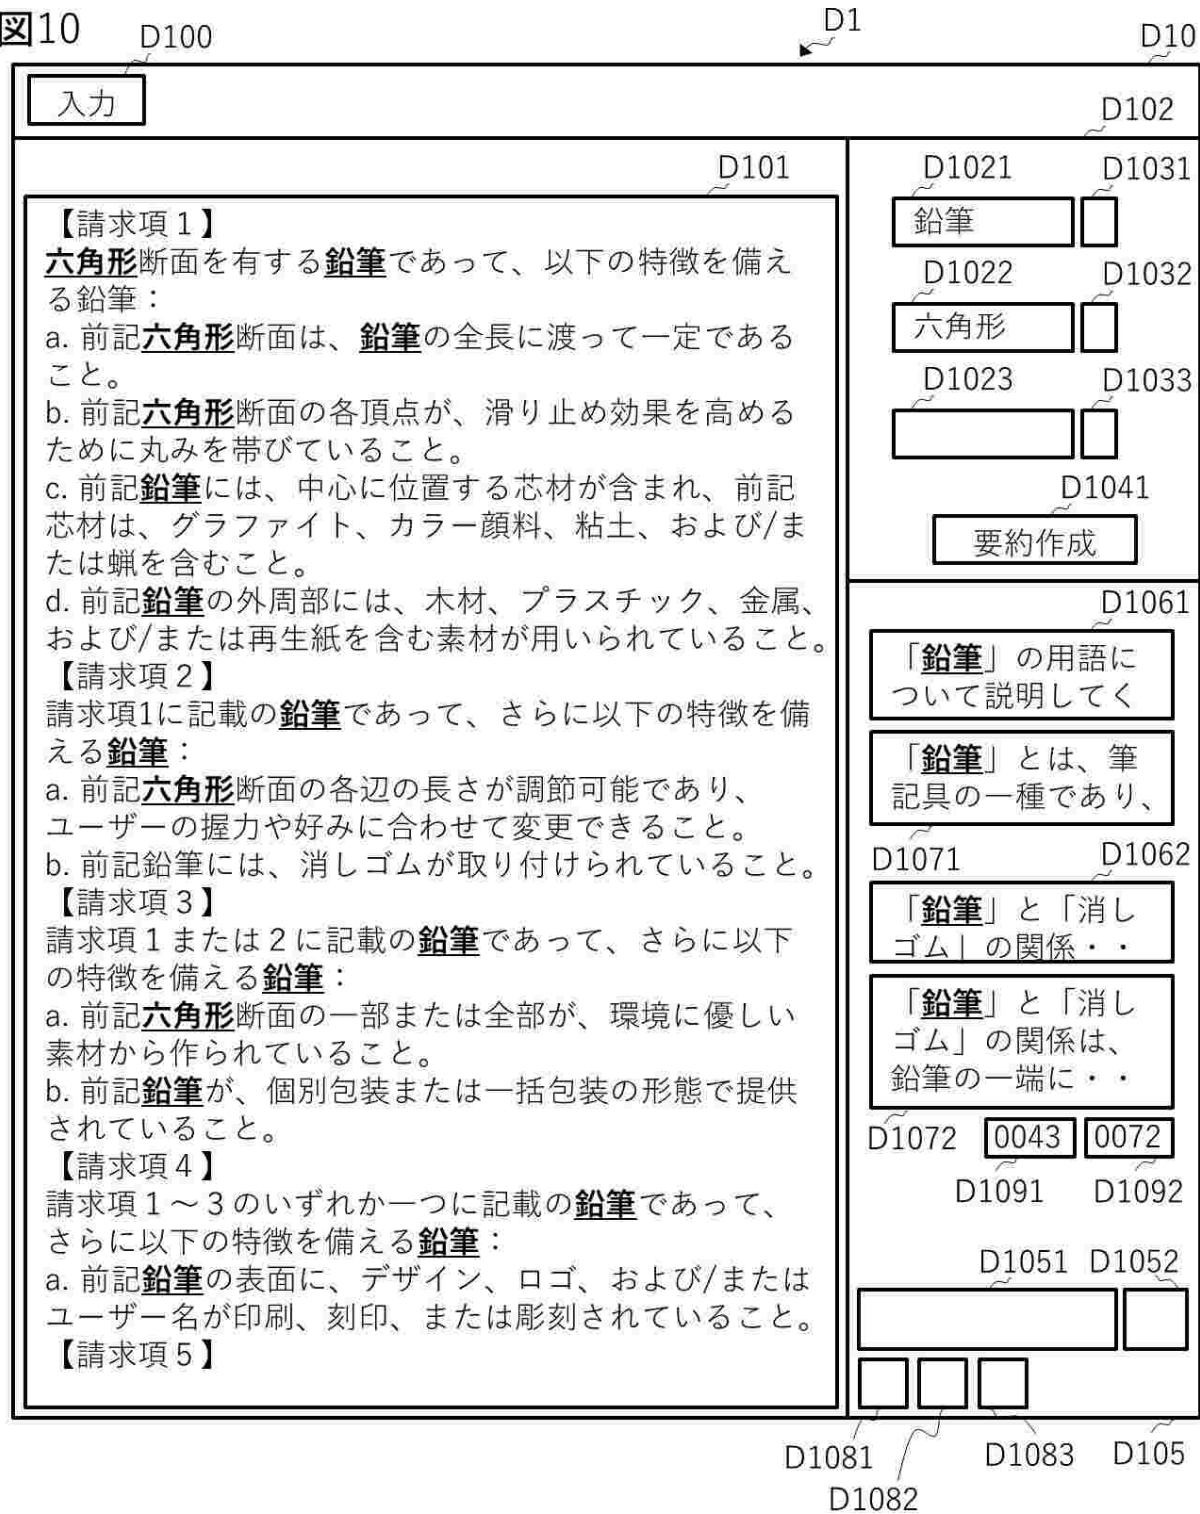 図10
D100
D1
D10
入力
D102
D101
【請求項１】
六角形断面を有する鉛筆であって、以下の特徴を備え
る鉛筆：
a. 前記六角形断面は、鉛筆の全長に渡って一定である
こと。
b. 前記六角形断面の各頂点が、滑り止め効果を高める
ために丸みを帯びていること。
c. 前記鉛筆には、中心に位置する芯材が含まれ、前記
芯材は、グラファイト、カラー顔料、粘土、および/ま
たは蝋を含むこと。
d. 前記鉛筆の外周部には、木材、プラスチック、金属、
および/または再生紙を含む素材が用いられていること。
【請求項２】
請求項1に記載の鉛筆であって、さらに以下の特徴を備
える鉛筆：
a. 前記六角形断面の各辺の長さが調節可能であり、
ユーザーの握力や好みに合わせて変更できること。
b. 前記鉛筆には、消しゴムが取り付けられていること。
【請求項３】
請求項１または２に記載の鉛筆であって、さらに以下
の特徴を備える鉛筆：
a. 前記六角形断面の一部または全部が、環境に優しい
素材から作られていること。
b. 前記鉛筆が、個別包装または一括包装の形態で提供
されていること。
【請求項４】
請求項１～３のいずれか一つに記載の鉛筆であって、
さらに以下の特徴を備える鉛筆：
a. 前記鉛筆の表面に、デザイン、ロゴ、および/または
ユーザー名が印刷、刻印、または彫刻されていること。
【請求項５】
D1021 D1031
鉛筆
D1022 D1032
六角形
D1023 D1033
D1041
要約作成
D1061
「鉛筆」の用語に
ついて説明してく
「鉛筆」とは、筆
記具の一種であり、
D1071 D1062
「鉛筆」と「消し
ゴム」の関係・・
「鉛筆」と「消し
ゴム」の関係は、
鉛筆の一端に・・
D1072 0043 0072
D1091 D1092
D1051 D1052
D1081 D1083 D105
D1082